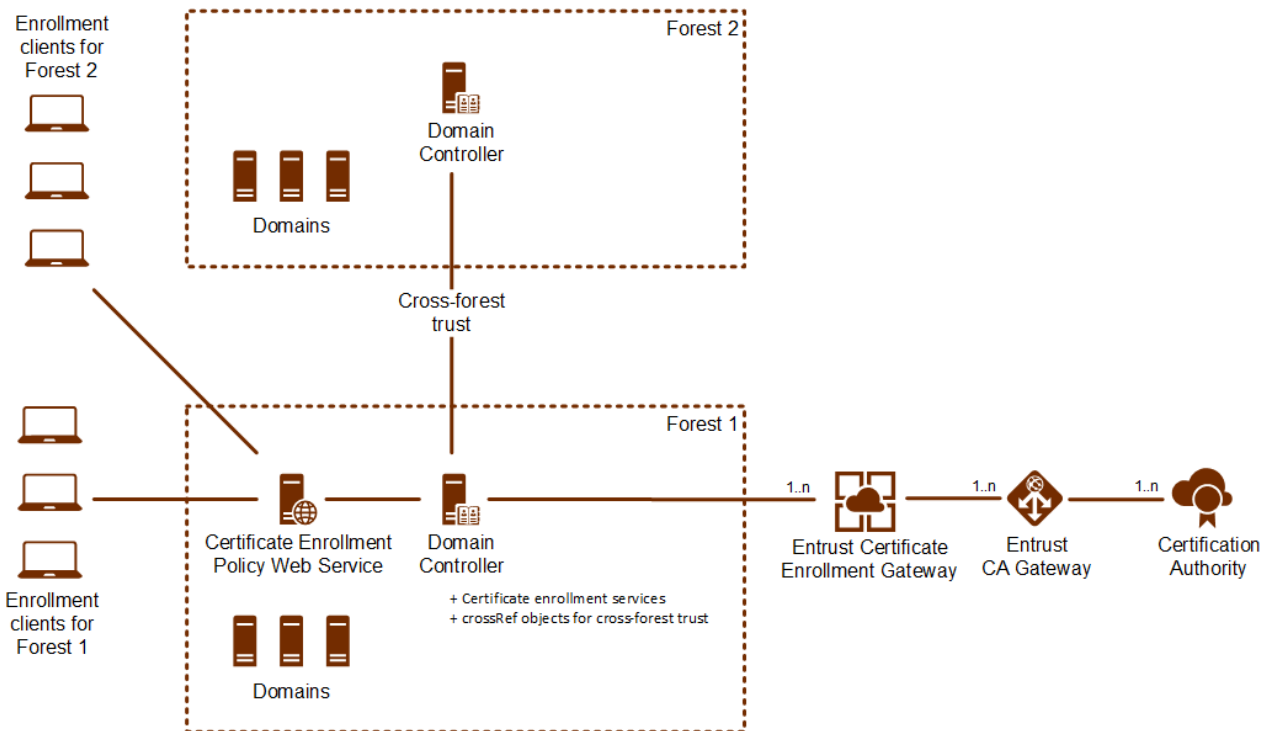 Enrollment
clients for
Forest 2
Forest 2
Domain
Controller
Domains
Cross-forest
trust
Forest 1
Certificate Enrollment
Policy Web Service
Domain
Controller
+ Certificate enrollment services
+ crossRef objects for cross-forest trust
Domains
Enrollment
clients for
Forest 1
1..n
Entrust Certificate
Enrollment Gateway
1..n
Entrust
CA Gateway
1..n
Certification
Authority